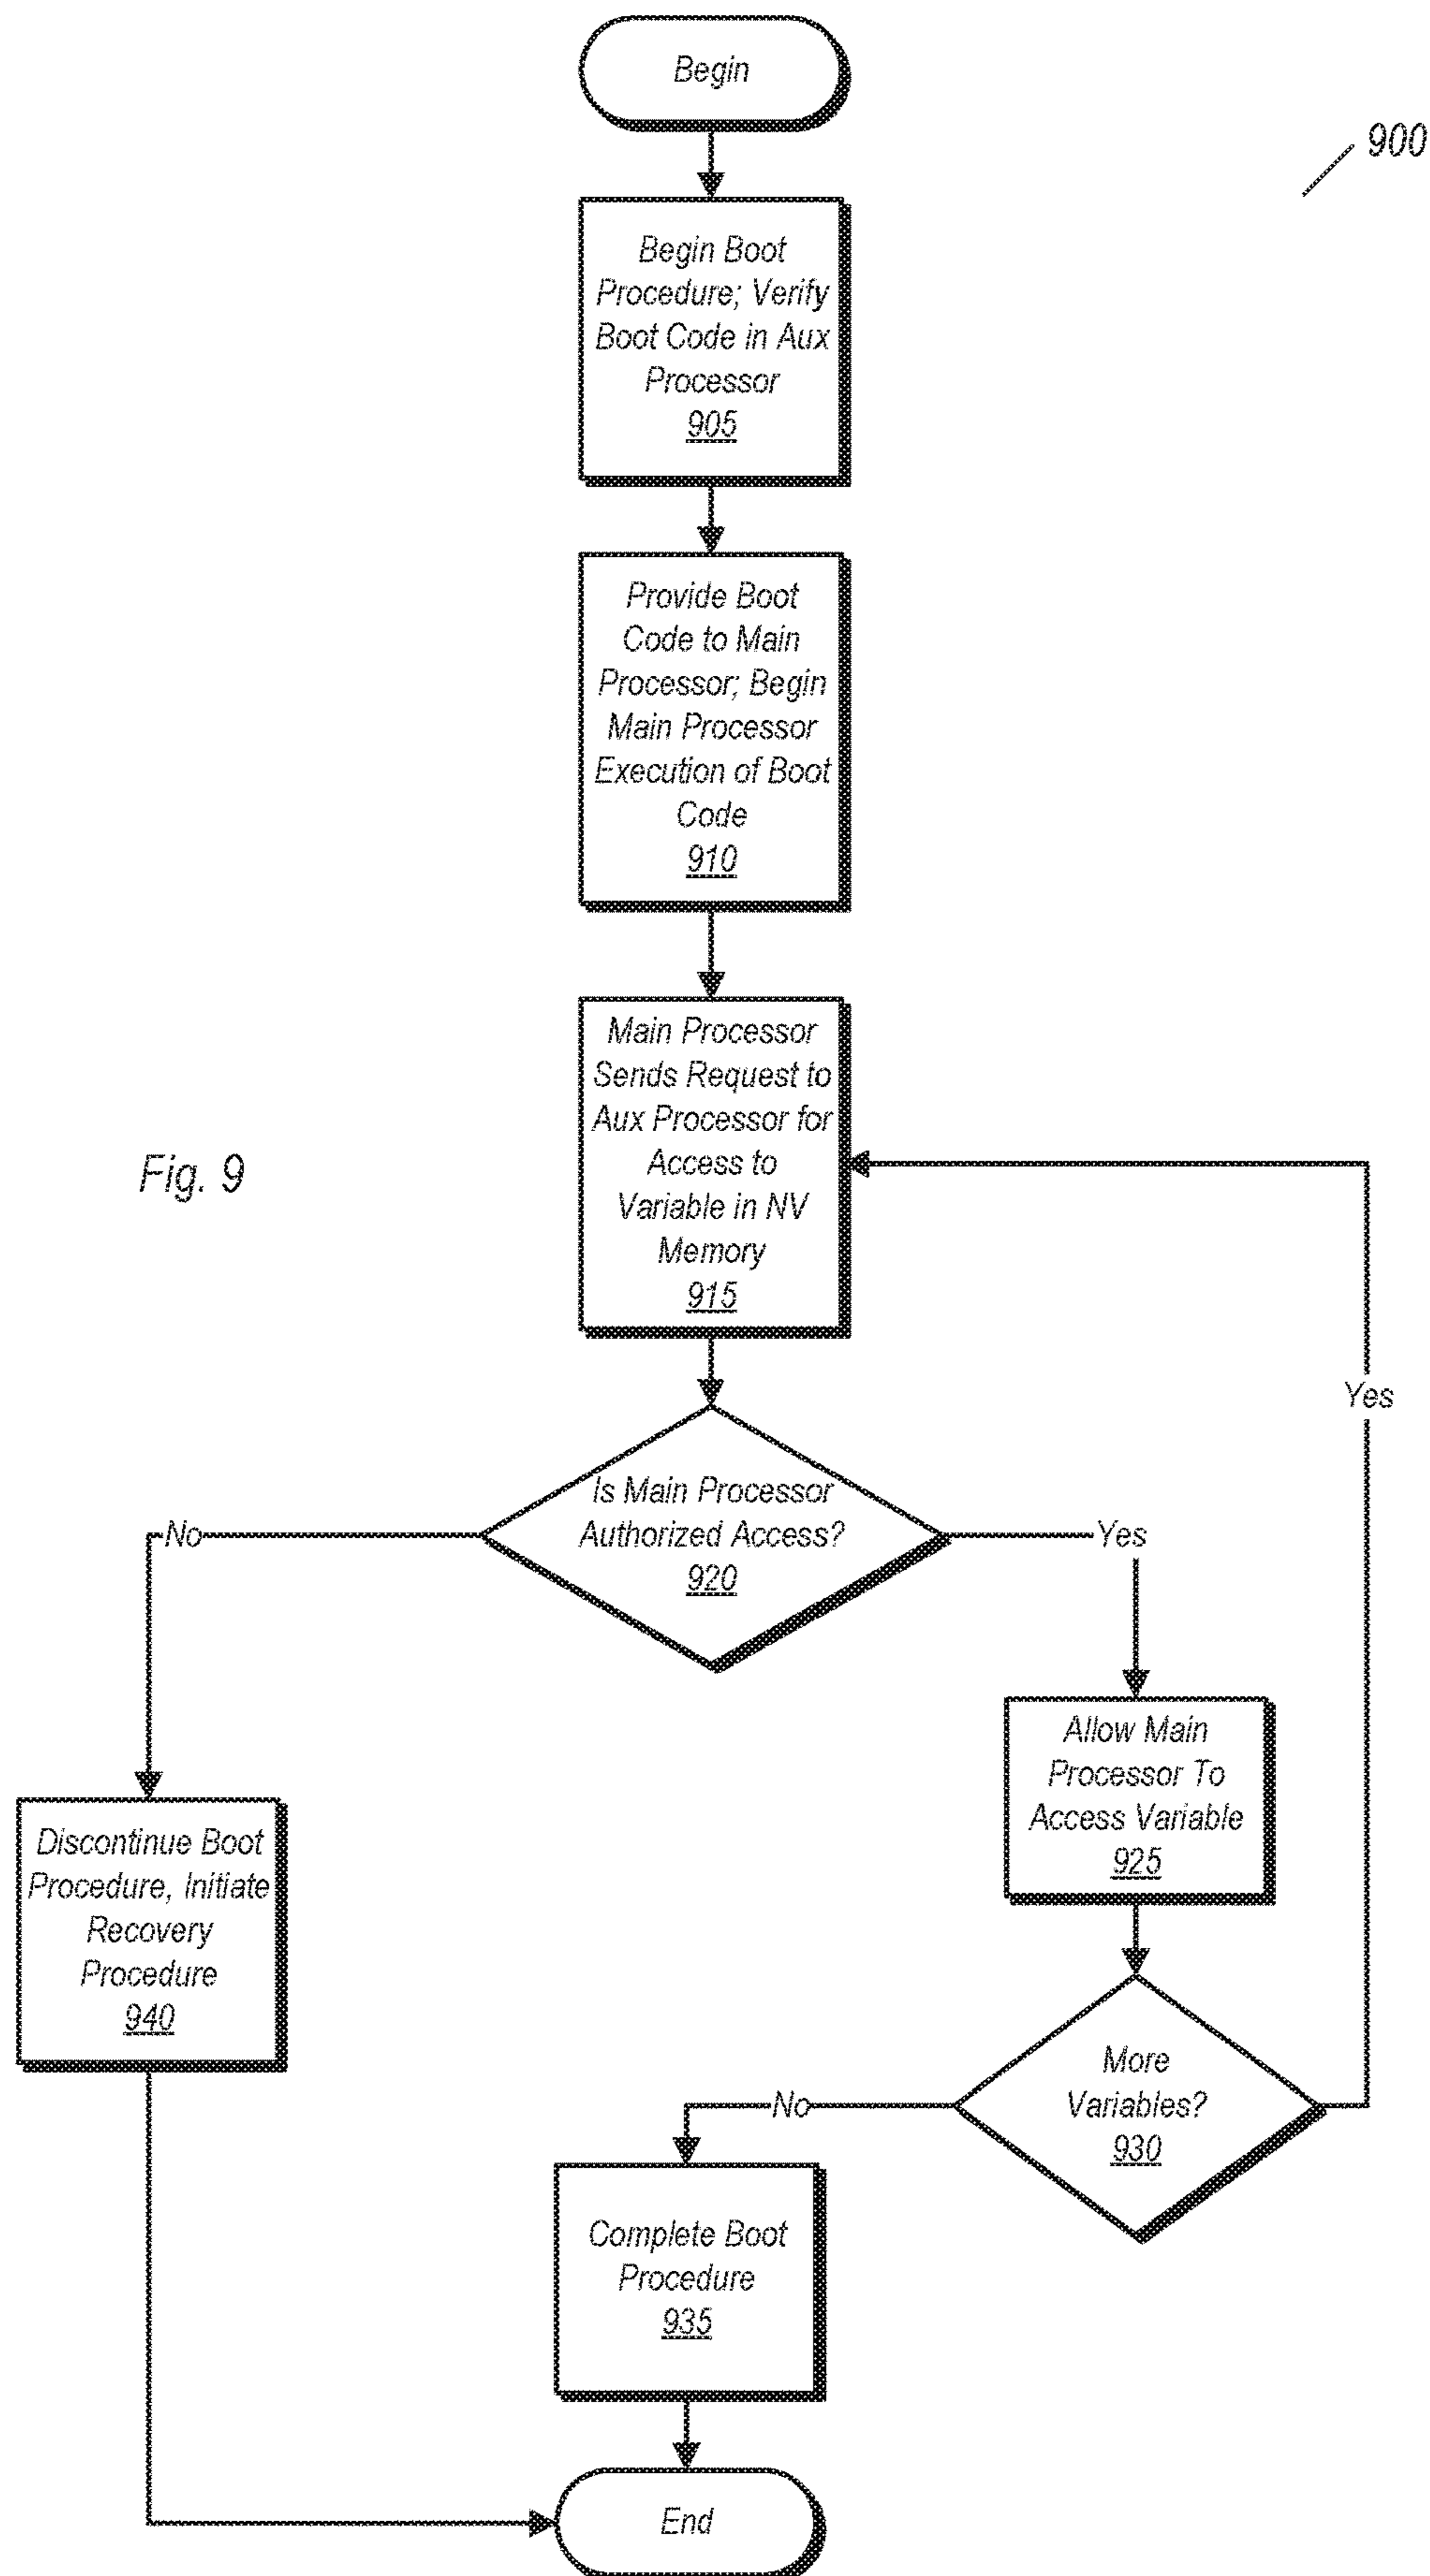 Begin
900
Begin Boot
Procedure; Verify
Boot Code in Aux
Processor
905
Provide Boot
Code to Main
Processor; Begin
Main Processor
Execution of Boot
Code
910
Main Processor
Sends Request to
Aux Processor for
Access to
Variable in NV
Memory
915
Fig. 9
Yes
Is Main Processor
Authorized Access?
920
No
Yes
Allow Main
Processor To
Access Variable
925
Discontinue Boot
Procedure, Initiate
Recovery
Procedure
940
More
Variables?
930
No
Complete Boot
Procedure
935
End